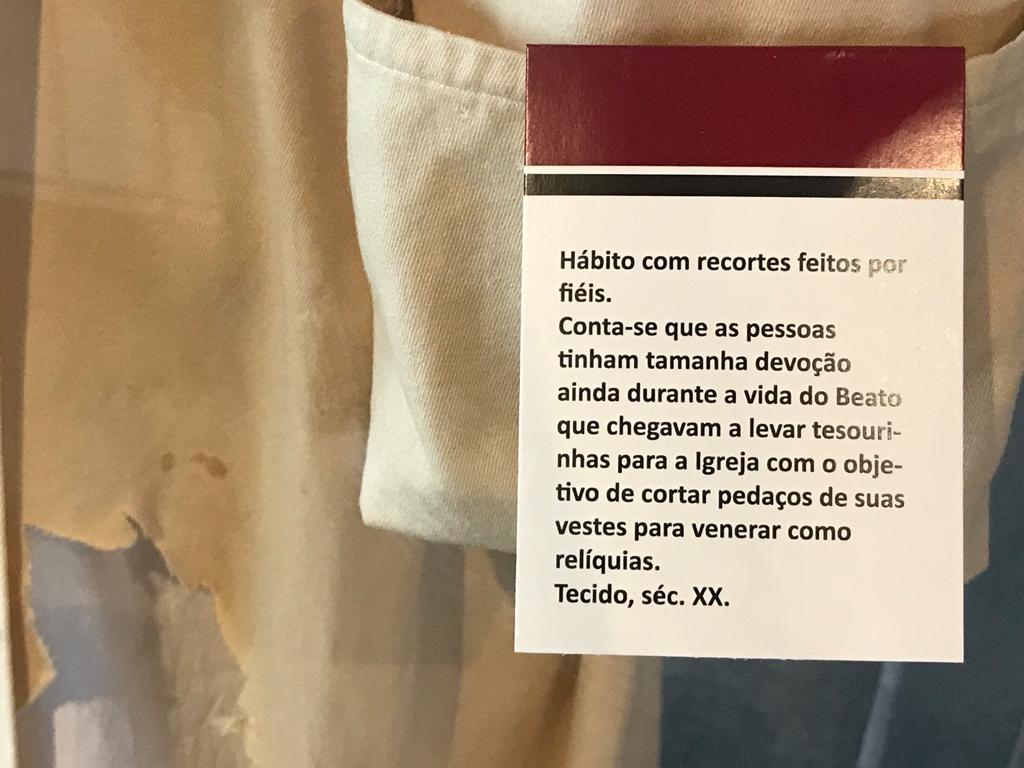 Hábito com recortes feitos por
fiéis.
Conta-se que as pessoas
tinham tamanha devoção
ainda durante a vida do Beato
que chegavam a levar tesouri-
nhas para a Igreja com o obje-
tivo de cortar pedaços de suas
vestes para venerar como
relíquias.
Tecido, séc. XX.